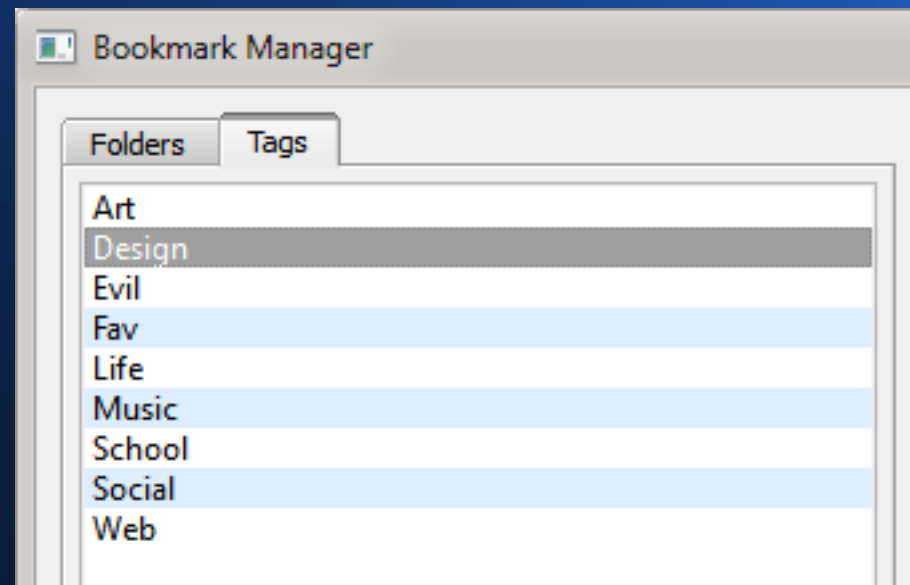 Bookmark Manager
Folders Tags
Art
Design
Evil
Fav
Life
Music
School
Social
Web